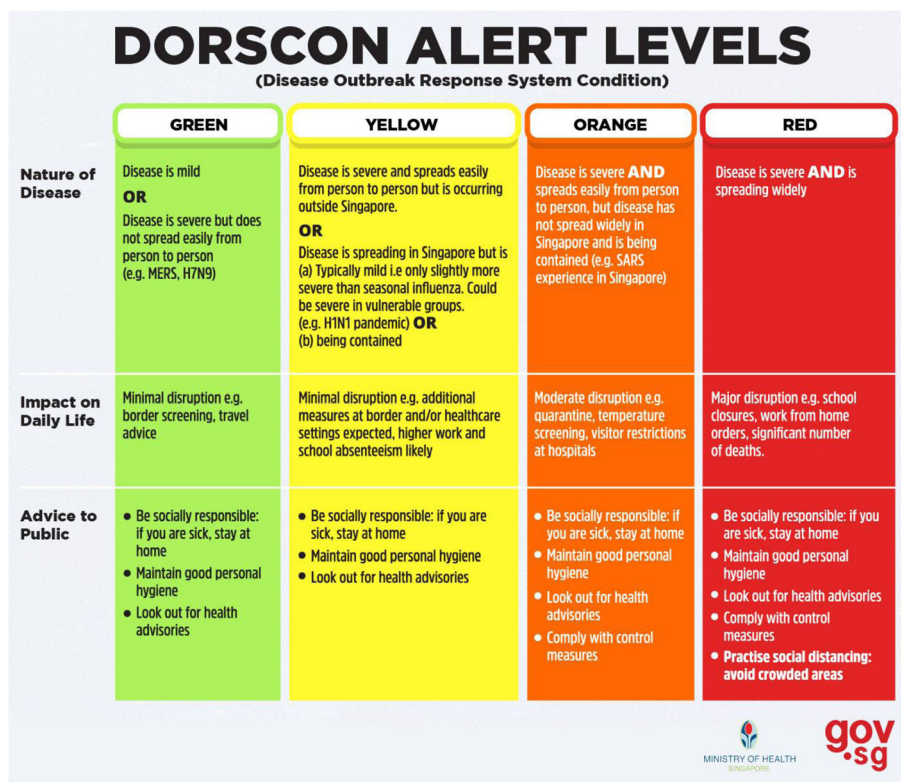 DORSCON ALERT LEVELS
(Disease Outbreak Response System Condition)
GREEN
YELLOW
ORANGE
RED
Nature of
Disease
Disease is mild
OR
Disease is severe but does
not spread easily from
person to person
(e.g. MERS, H7N9)
Disease is severe and spreads easily
from person to person but is occurring
outside Singapore.
OR
Disease is spreading in Singapore but is
(a) Typically mild i.e only slightly more
severe than seasonal influenza. Could
be severe in vulnerable groups.
(e.g. H1N1 pandemic) OR
(b) being contained
Disease is severe AND
spreads easily from person
to person, but disease has
not spread widely in
Singapore and is being
contained (e.g. SARS
experience in Singapore)
Disease is severe AND is
spreading widely
Impact on
Daily Life
Minimal disruption e.g.
border screening, travel
advice
Minimal disruption e.g. additional
measures at border and/or healthcare
settings expected, higher work and
school absenteeism likely
Moderate disruption e.g.
quarantine, temperature
screening, visitor restrictions
at hospitals
Major disruption e.g. school
closures, work from home
orders, significant number
of deaths.
Advice to
Public
• Be socially responsible:
if you are sick, stay at
home
• Maintain good personal
hygiene
• Look out for health
advisories
• Be socially responsible: if you are
sick, stay at home
• Maintain good personal hygiene
• Look out for health advisories
• Be socially responsible: if
you are sick, stay at home
• Maintain good personal
hygiene
• Look out for health
advisories
• Comply with control
measures
• Be socially responsible: if you
are sick, stay at home
• Maintain good personal
hygiene
• Look out for health advisories
• Comply with control
measures
• Practise social distancing:
avoid crowded areas
MINISTRY OF HEALTH
SINGAPORE
gov
.sg